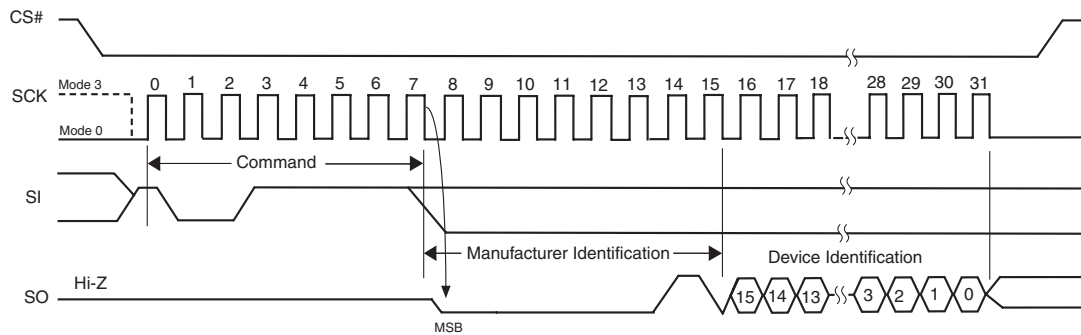 CS#
Mode 3
0 1 2 3 4 5 6 7 8 9 10 11 12 13 14 15 16 17 18 28 29 30 31
SCK
Mode 0
Command
SI
Manufacturer Identification
Device Identification
Hi-Z
SO
15 14 13 3 2 1 0
MSB